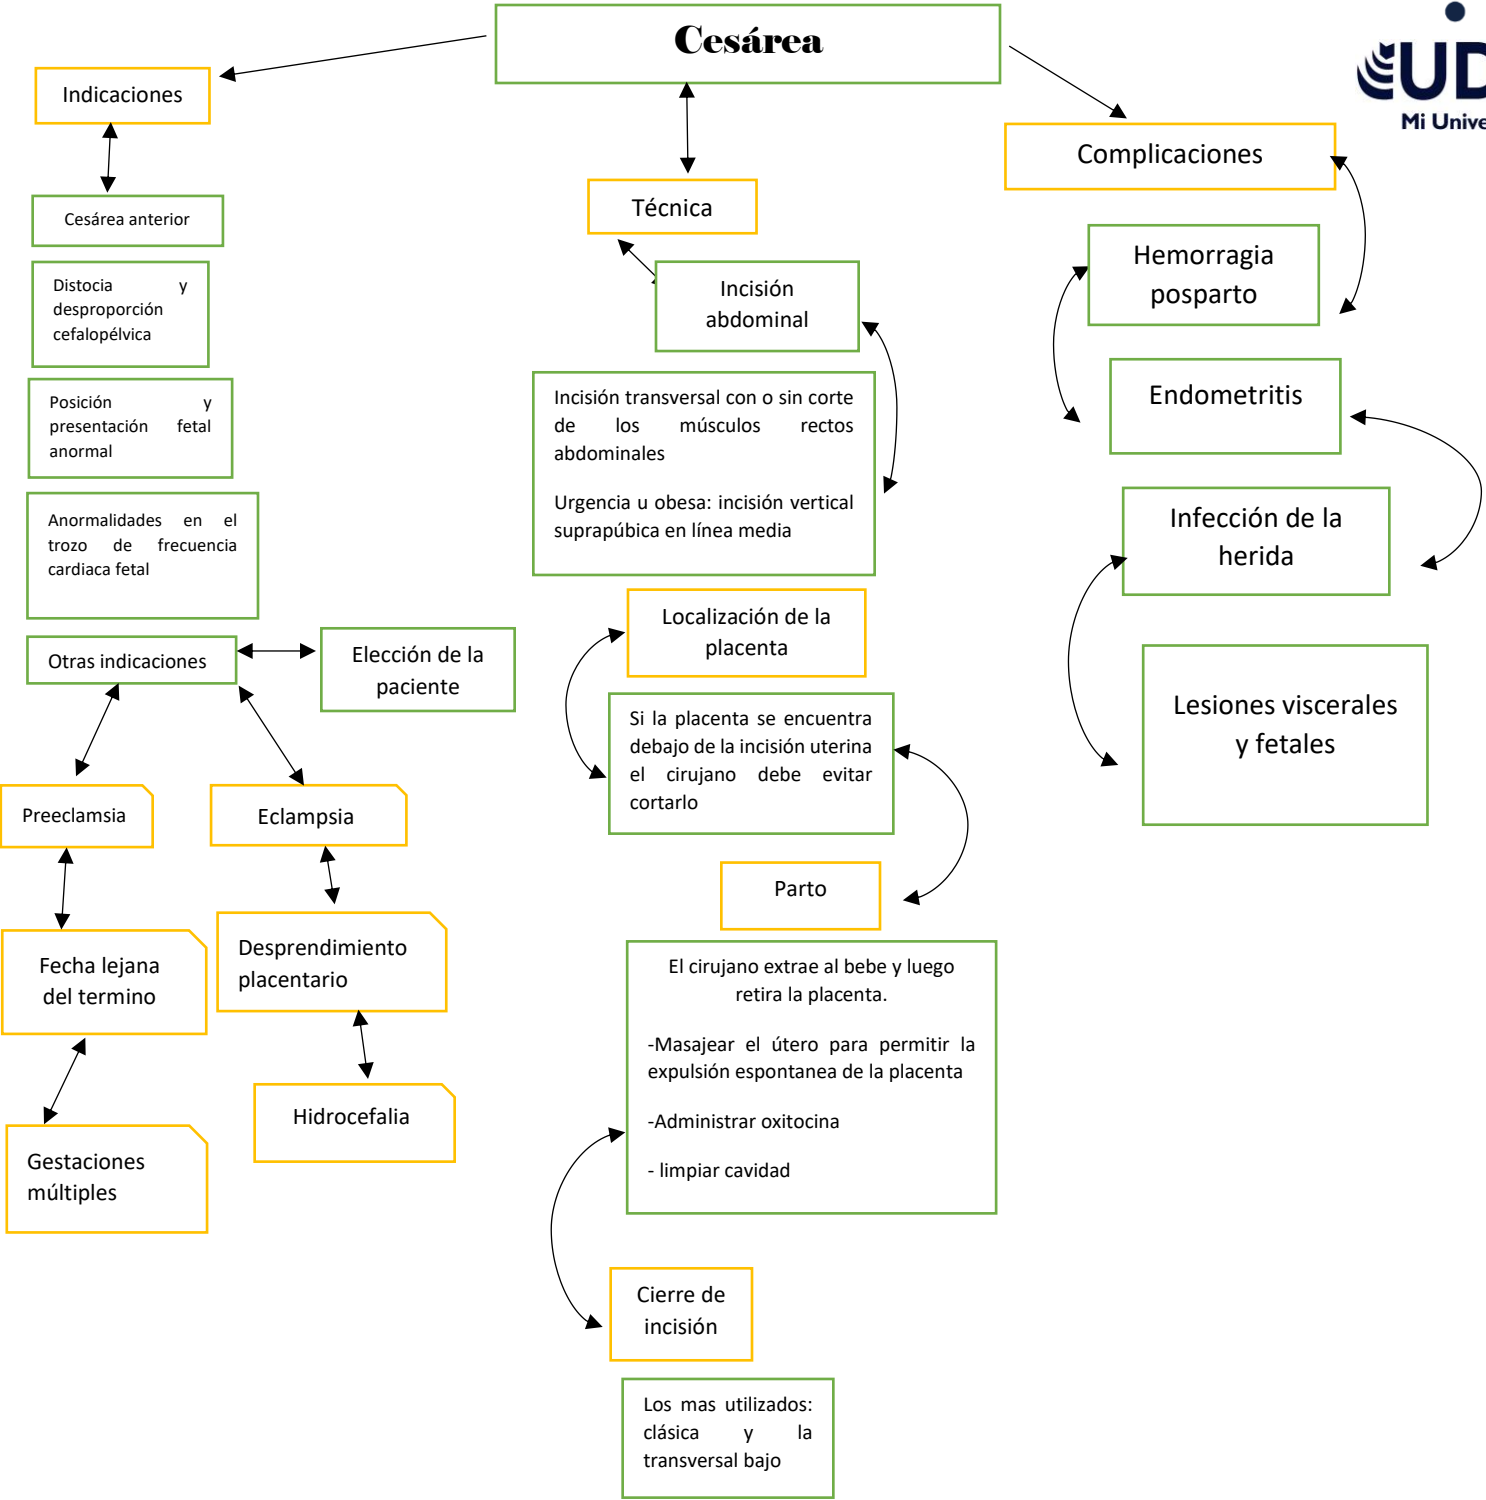 Cesárea
UD
Mi Unive
Indicaciones
Cesárea anterior
Distocia y
desproporción
cefalopélvica
Posición y
presentación fetal
anormal
Anormalidades en el
trozo de frecuencia
cardiaca fetal
Otras indicaciones
Elección de la
paciente
Preeclamsia
Eclampsia
Fecha lejana
del termino
Desprendimiento
placentario
Gestaciones
múltiples
Hidrocefalia
Técnica
Incisión
abdominal
Incisión transversal con o sin corte
de los músculos rectos
abdominales
Urgencia u obesa: incisión vertical
suprapúbica en línea media
Localización de la
placenta
Si la placenta se encuentra
debajo de la incisión uterina
el cirujano debe evitar
cortarlo
Parto
El cirujano extrae al bebe y luego
retira la placenta.
-Masajear el útero para permitir la
expulsión espontanea de la placenta
-Administrar oxitocina
- limpiar cavidad
Cierre de
incisión
Los mas utilizados:
clásica y la
transversal bajo
Complicaciones
Hemorragia
posparto
Endometritis
Infección de la
herida
Lesiones viscerales
y fetales